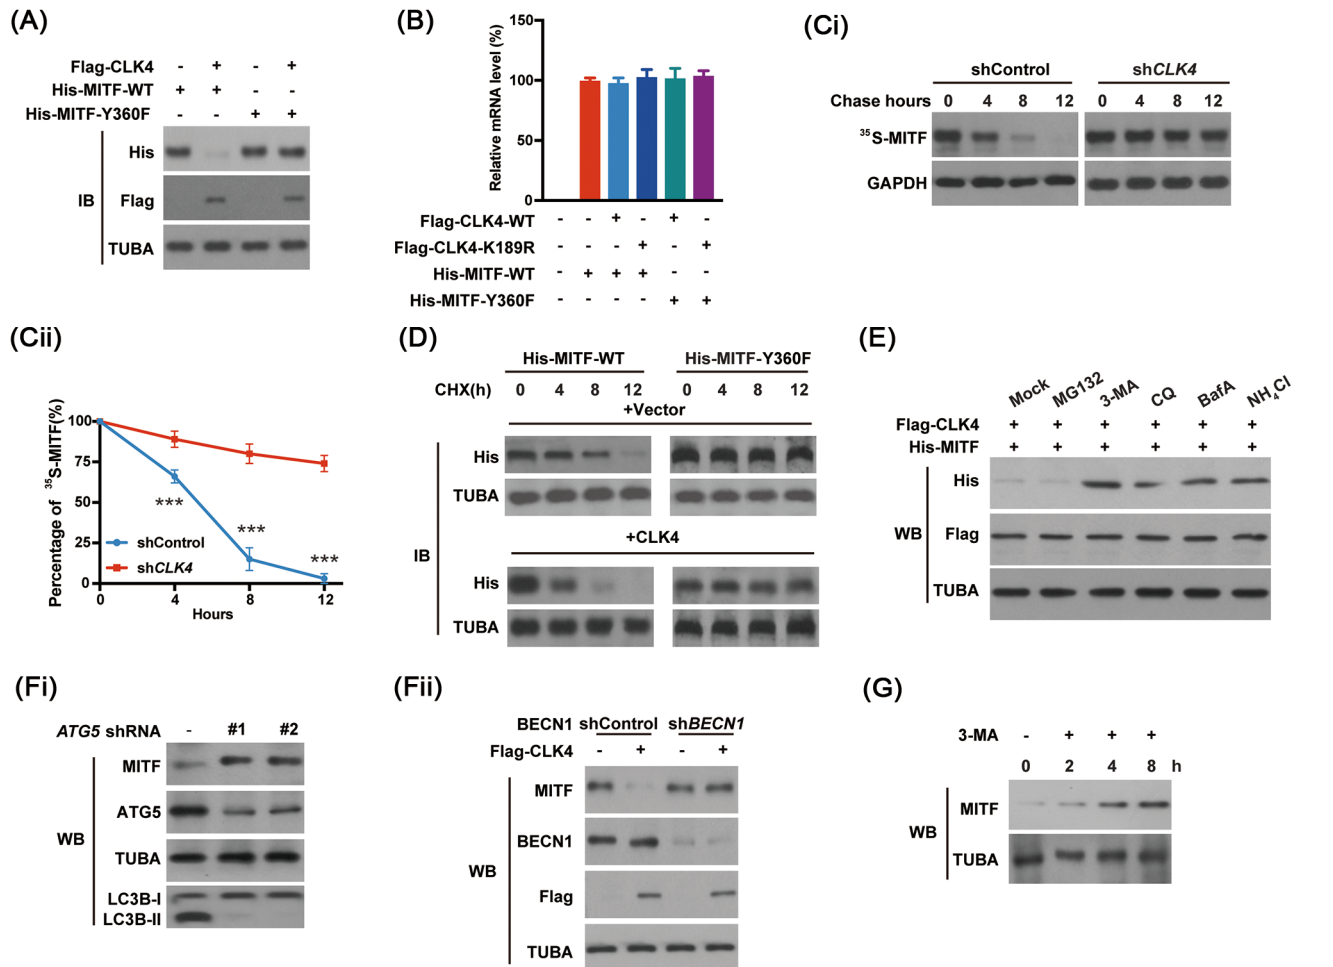 (A)
Flag-CLK4 - + - +
His-MITF-WT + + - -
His-MITF-Y360F - - + +
His
IB Flag
TUBA
(B)
Relative mRNA level (%)
150
100
50
0
Flag-CLK4-WT - - + - + -
Flag-CLK4-K189R - - - + - +
His-MITF-WT - + + + - -
His-MITF-Y360F - - - - + +
(Ci)
shControl shCLK4
Chase hours 0 4 8 12 0 4 8 12
35S-MITF
GAPDH
(Cii)
Percentage of 35S-MITF(%)
100
75
50
25
0
*** *** ***
shControl
shCLK4
0 4 8 12
Hours
(D)
His-MITF-WT His-MITF-Y360F
CHX(h) 0 4 8 12 0 4 8 12
+Vector
His
TUBA
+CLK4
IB
His
TUBA
(E)
Mock MG132 3-MA CQ BafA NH4Cl
Flag-CLK4 + + + + + +
His-MITF + + + + + +
His
WB Flag
TUBA
(Fi)
ATG5 shRNA - #1 #2
MITF
ATG5
WB
TUBA
LC3B-I
LC3B-II
(Fii)
BECN1 shControl shBECN1
Flag-CLK4 - + - +
MITF
BECN1
WB
Flag
TUBA
(G)
3-MA - + + +
0 2 4 8 h
MITF
WB
TUBA